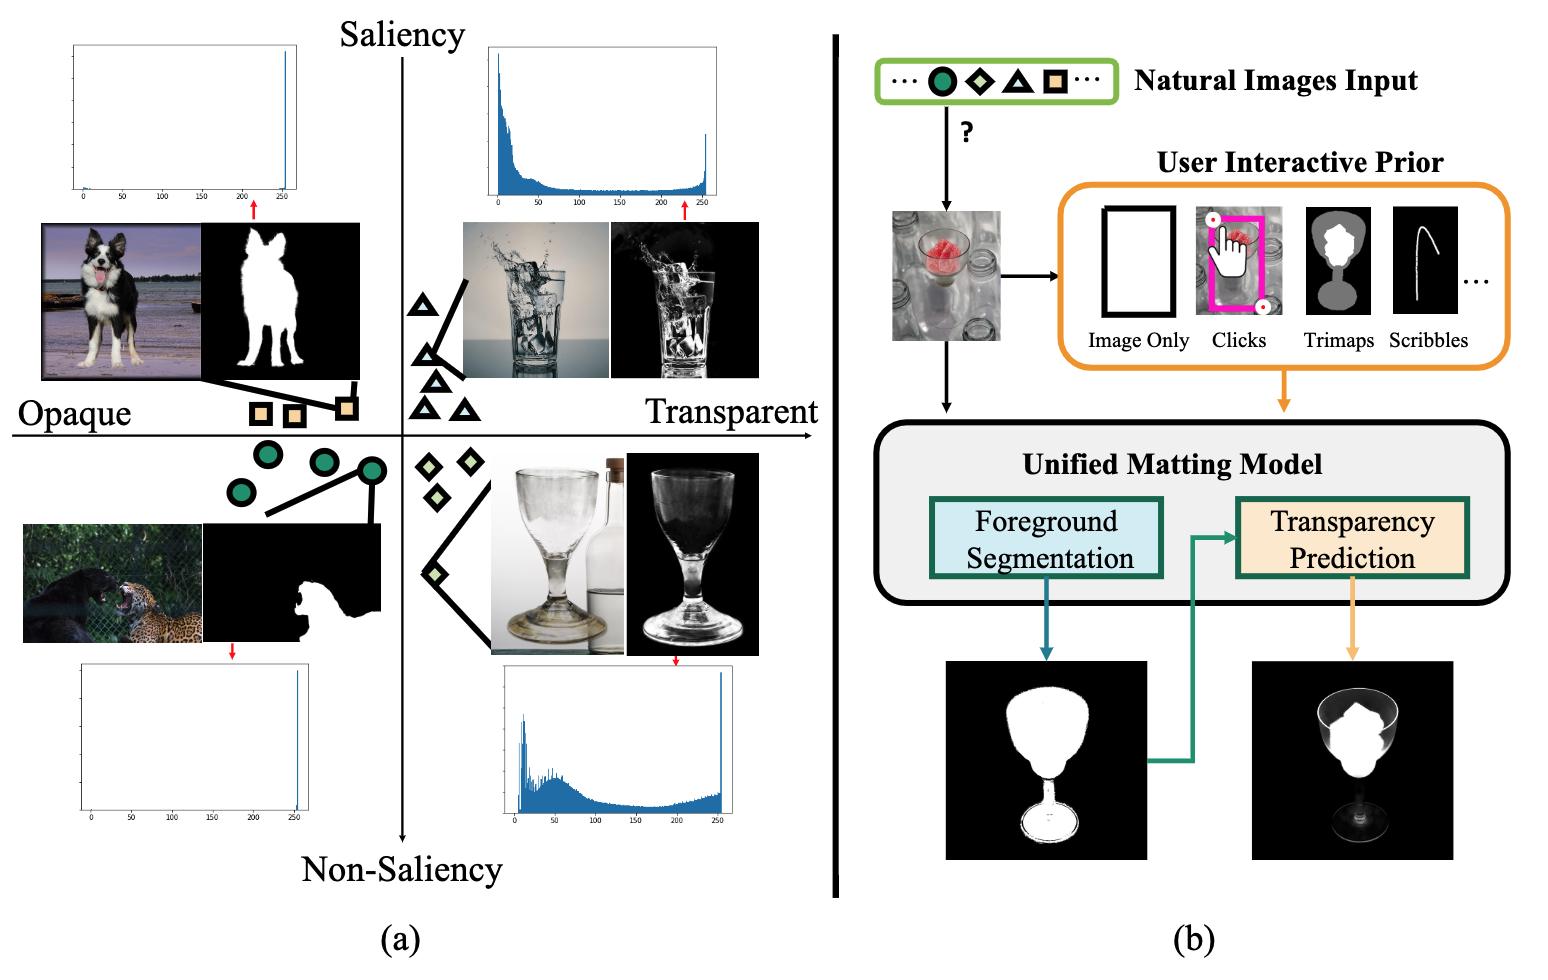 Saliency
0 50 100 150 200 250
0 50 100 150 200 250
Opaque
Transparent
0 50 100 150 200 250
0 50 100 150 200 250
Non-Saliency
(a)
... ...
Natural Images Input
?
User Interactive Prior
...
Image Only
Clicks
Trimaps
Scribbles
Unified Matting Model
Foreground
Segmentation
Transparency
Prediction
(b)